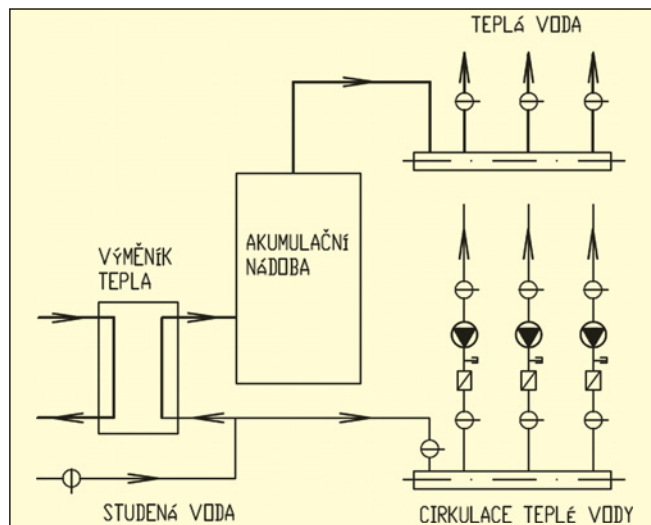 TEPLÁ VODA
AKUMULAČNÍ
NÁDOBA
VÝMĚNÍK
TEPLA
STUDENÁ VODA
CIRKULACE TEPLÉ VODY